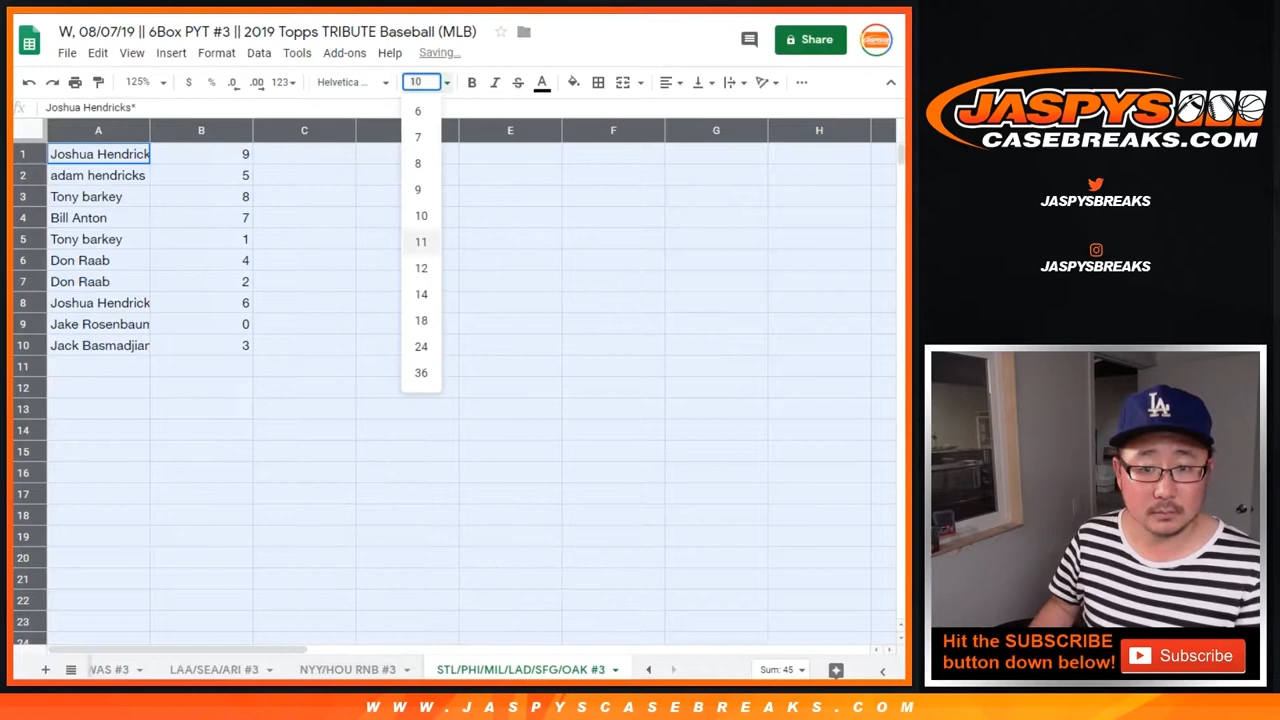 W, 08/07/19 || 6Box PYT #3 || 2019 Topps TRIBUTE Baseball (MLB)
File Edit View Insert Format Data Tools Add-ons Help Saving…
Share
125% $ % .0 .00 123 Helvetica ... 10 B I S A
fx Joshua Hendricks*
A B C E F G H
1 Joshua Hendrick 9
2 adam hendricks 5
3 Tony barkey 8
4 Bill Anton 7
5 Tony barkey 1
6 Don Raab 4
7 Don Raab 2
8 Joshua Hendrick 6
9 Jake Rosenbaum 0
10 Jack Basmadjian 3
11
12
13
14
15
16
17
18
19
20
21
22
23
24
6
7
8
9
10
11
12
14
18
24
36
WAS #3 LAA/SEA/ARI #3 NYY/HOU RNB #3 STL/PHI/MIL/LAD/SFG/OAK #3 Sum: 45
JASPYS
CASEBREAKS.COM
JASPYSBREAKS
JASPYSBREAKS
LA
Hit the SUBSCRIBE
button down below!
Subscribe
WWW.JASPYSCASEBREAKS.COM